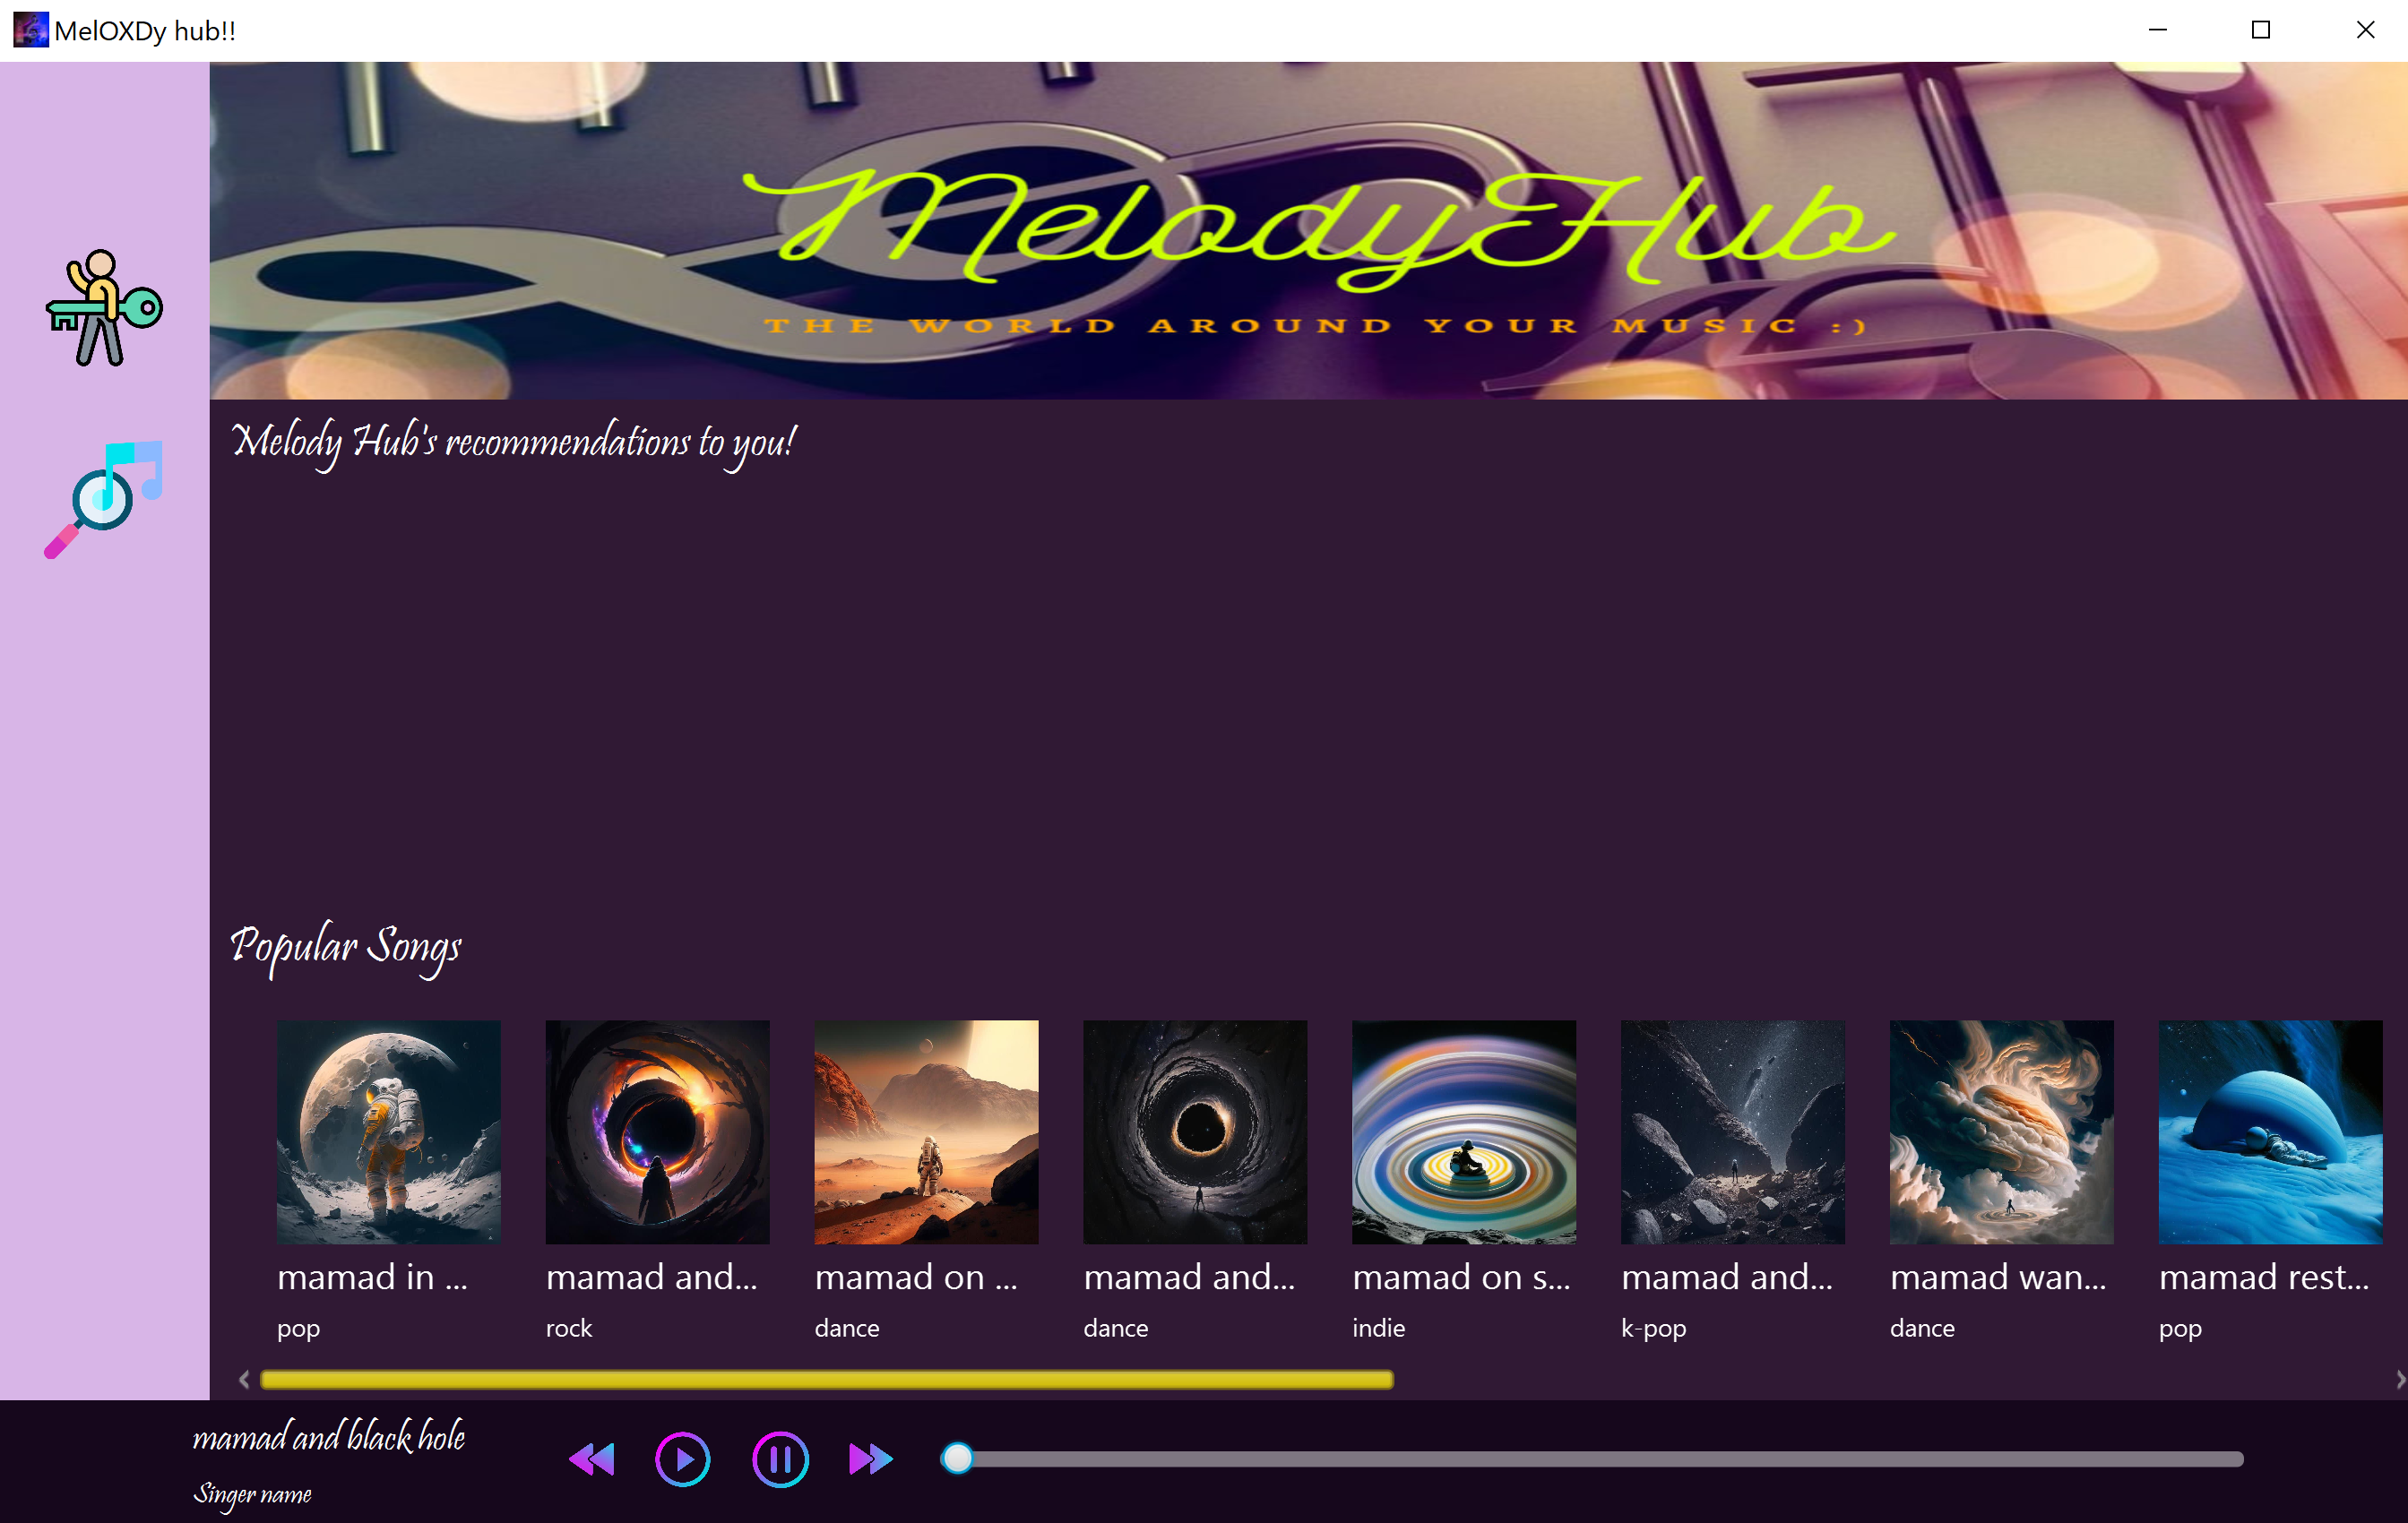 MelOXDy hub!!
MelodyHub
THE WORLD AROUND YOUR MUSIC :)
Melody Hub's recommendations to you!
Popular Songs
mamad in ...
pop
mamad and...
rock
mamad on ...
dance
mamad and...
dance
mamad on s...
indie
mamad and...
k-pop
mamad wan...
dance
mamad rest...
pop
mamad and black hole
Singer name